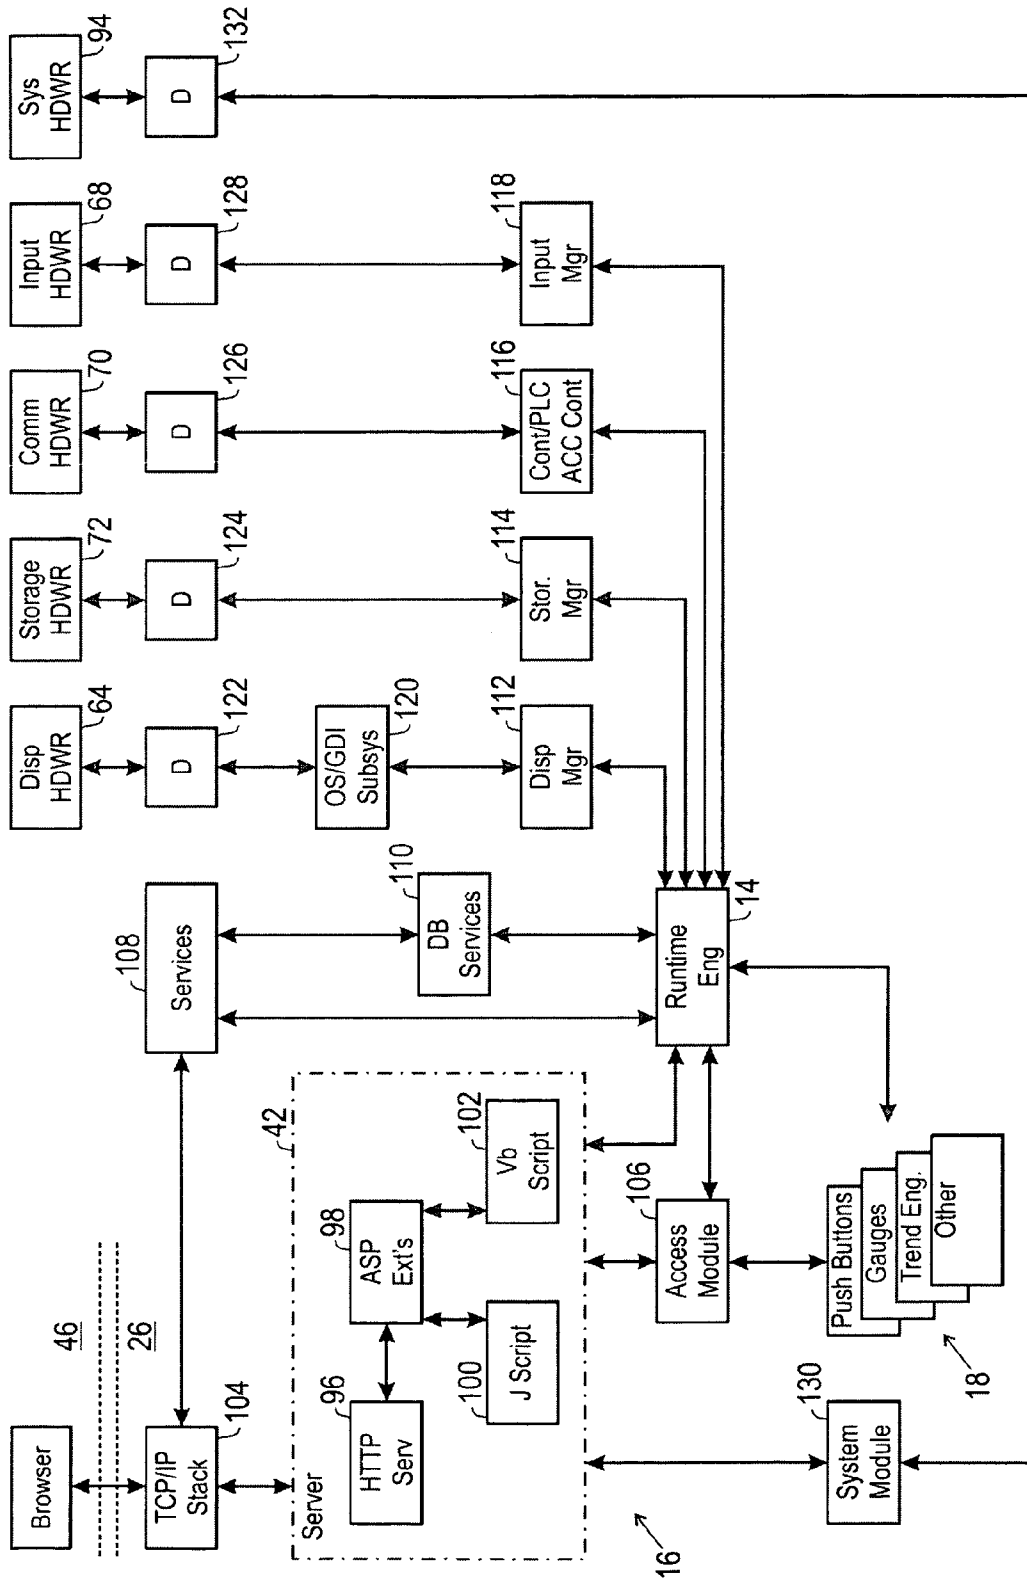 Browser
46
26
TCP/IP
Stack
104
Services
108
Disp
HDWR
64
Storage
HDWR
72
Comm
HDWR
70
Input
HDWR
68
Sys
HDWR
94
D
122
D
124
D
126
D
128
D
132
Server
42
HTTP
Serv
96
ASP
Ext's
98
J Script
100
Vb
Script
102
DB
Services
110
OS/GDI
Subsys
120
Disp
Mgr
112
Stor.
Mgr
114
Cont/PLC
ACC Cont
116
Input
Mgr
118
16
Access
Module
106
Runtime
Eng
14
System
Module
130
Push Buttons
Gauges
Trend Eng.
Other
18